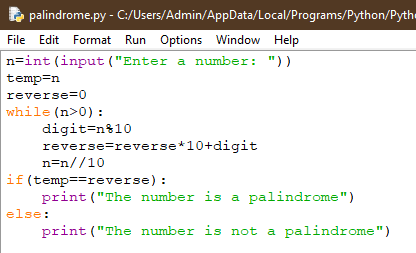 palindrome.py - C:/Users/Admin/AppData/Local/Programs/Python/Pytho
File Edit Format Run Options Window Help
n=int(input("Enter a number: "))
temp=n
reverse=0
while(n>0):
    digit=n%10
    reverse=reverse*10+digit
    n=n//10
if(temp==reverse):
    print("The number is a palindrome")
else:
    print("The number is not a palindrome")